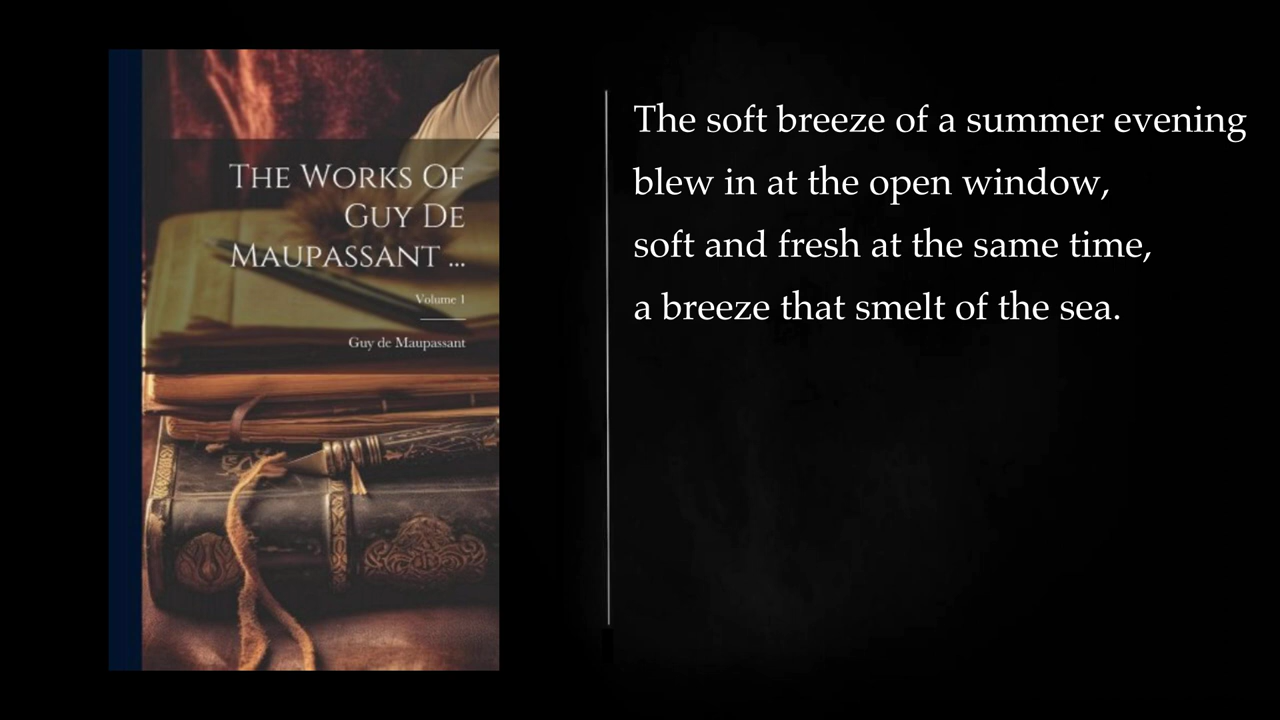 The Works Of
Guy De
Maupassant ...
Volume 1
Guy de Maupassant
The soft breeze of a summer evening
blew in at the open window,
soft and fresh at the same time,
a breeze that smelt of the sea.